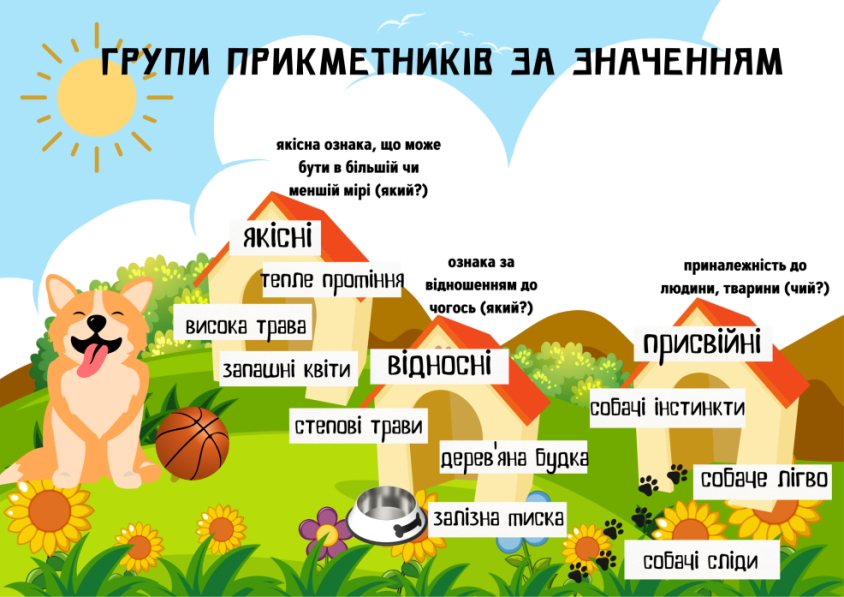 ГРУПИ ПРИКМЕТНИКІВ ЗА ЗНАЧЕННЯМ
якісна ознака, що може
бути в більшій чи
меншій мірі (який?)
ЯКІСНІ
тепле проміння
висока трава
запашні квіти
ознака за
відношенням до
чогось (який?)
ВІДНОСНІ
степові трави
дерев'яна будка
залізна миска
приналежність до
людини, тварини (чий?)
ПРИСВІЙНІ
собачі інстинкти
собаче лігво
собачі сліди